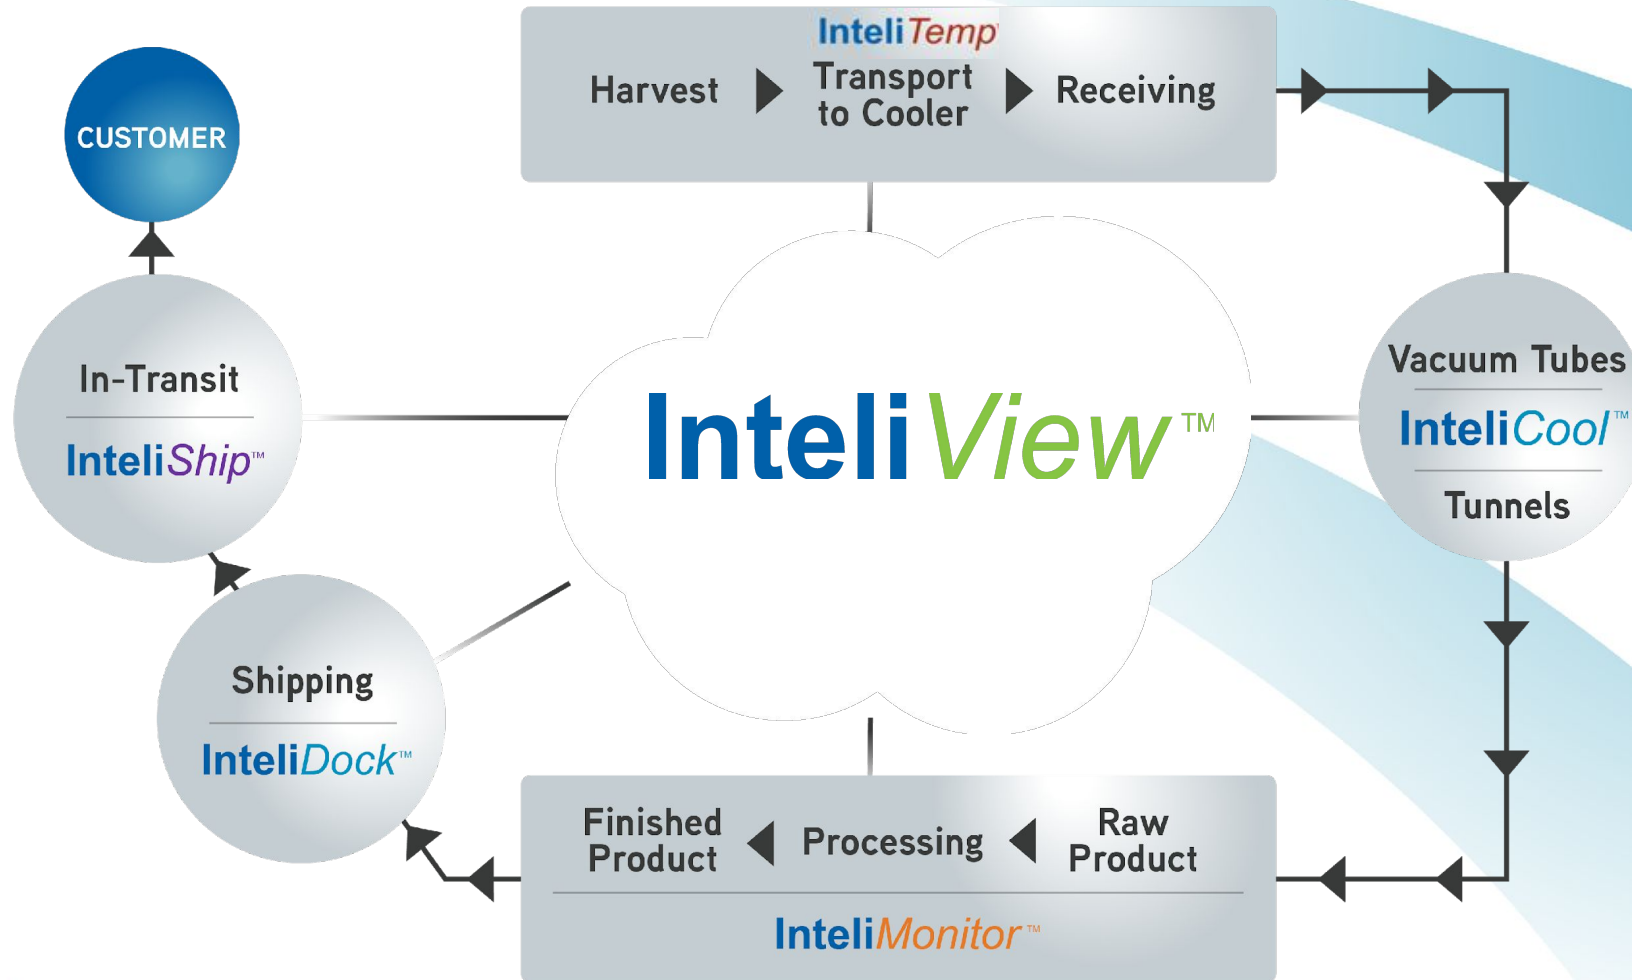 InteliTemp
Harvest
Transport
to Cooler
Receiving
CUSTOMER
In-Transit
InteliShip™
InteliView™
Vacuum Tubes
InteliCool™
Tunnels
Shipping
InteliDock™
Finished
Product
Processing
Raw
Product
InteliMonitor™